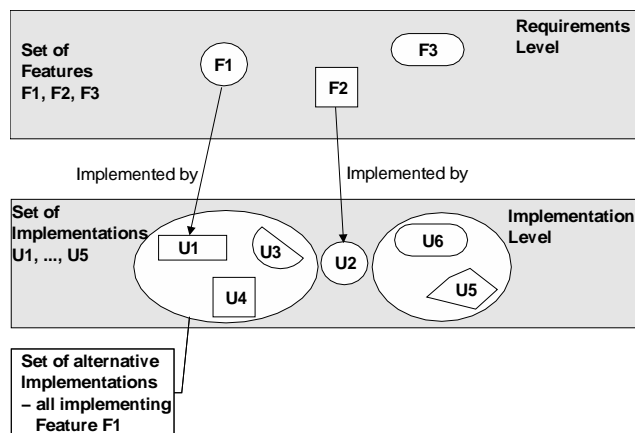 Set of
Features
F1, F2, F3
F1
F2
F3
Requirements
Level
Implemented by
Implemented by
Set of
Implementations
U1, ..., U5
U1
U3
U4
U2
U6
U5
Implementation
Level
Set of alternative
Implementations
– all implementing
Feature F1